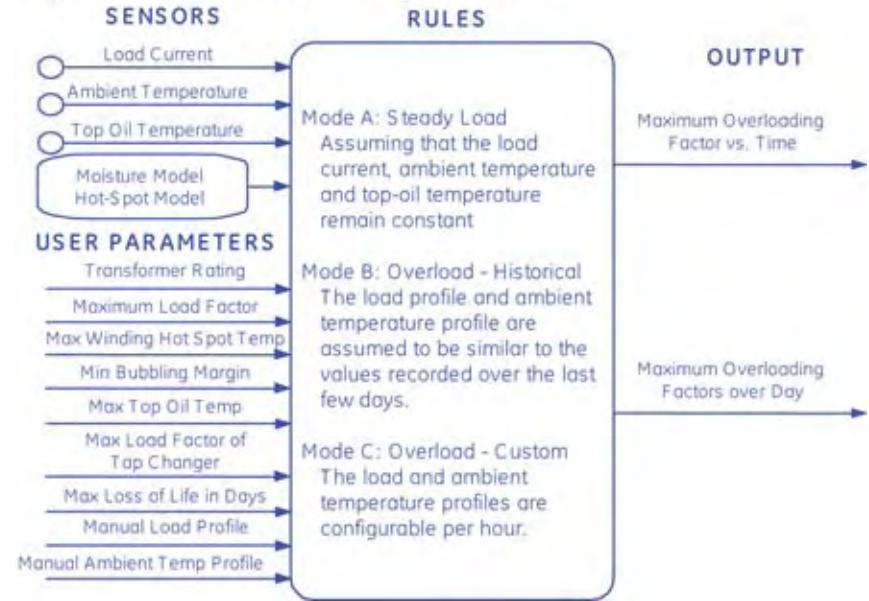 SENSORS
Load Current
Ambient Temperature
Top Oil Temperature
Moisture Model
Hot-Spot Model
USER PARAMETERS
Transformer Rating
Maximum Load Factor
Max Winding Hot Spot Temp
Min Bubbling Margin
Max Top Oil Temp
Max Load Factor of
Tap Changer
Max Loss of Life in Days
Manual Load Profile
Manual Ambient Temp Profile
RULES
Mode A: Steady Load
Assuming that the load
current, ambient temperature
and top-oil temperature
remain constant
Mode B: Overload - Historical
The load profile and ambient
temperature profile are
assumed to be similar to the
values recorded over the last
few days.
Mode C: Overload - Custom
The load and ambient
temperature profiles are
configurable per hour.
OUTPUT
Maximum Overloading
Factor vs. Time
Maximum Overloading
Factors over Day